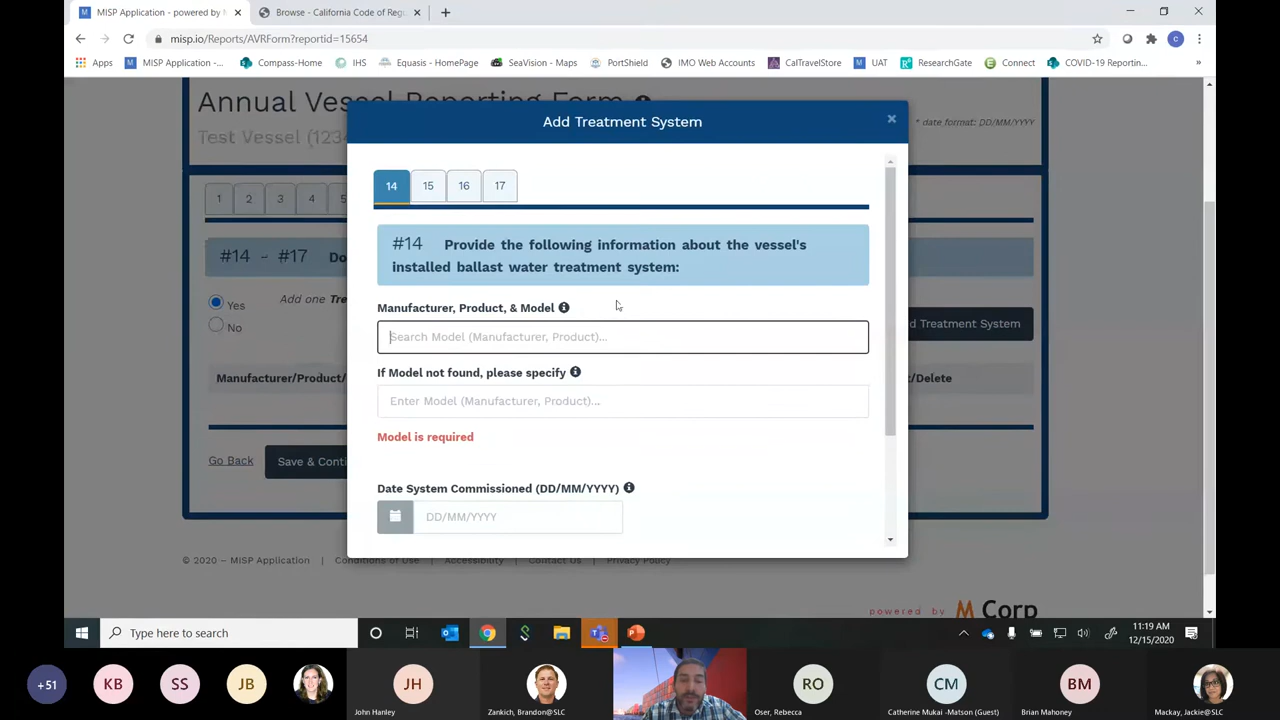 MISP Application - powered by M
Browse - California Code of Regu
misp.io/Reports/AVRForm?reportid=15654
C
Apps
MISP Application -...
Compass-Home
IHS
Equasis - HomePage
SeaVision - Maps
PortShield
IMO Web Accounts
CalTravelStore
UAT
ResearchGate
Connect
COVID-19 Reportin...
»
Annual Vessel Reporting Form
Test Vessel (1234
* date format: DD/MM/YYYY
Add Treatment System
1 2 3 4 5
14 15 16 17
#14 - #17 Do
#14 Provide the following information about the vessel's
installed ballast water treatment system:
Yes
No
Add one Tre
d Treatment System
Manufacturer, Product, & Model
Search Model (Manufacturer, Product)...
If Model not found, please specify
Manufacturer/Product/
t/Delete
Enter Model (Manufacturer, Product)...
Model is required
Go Back
Save & Conti
Date System Commissioned (DD/MM/YYYY)
DD/MM/YYYY
© 2020 – MISP Application | Conditions of Use | Accessibility | Contact Us | Privacy Policy
powered by M Corp
Type here to search
11:19 AM
12/15/2020
+51
KB
SS
JB
JH
RO
CM
BM
John Hanley
Zankich, Brandon@SLC
Oser, Rebecca
Catherine Mukai -Matson (Guest)
Brian Mahoney
Mackay, Jackie@SLC